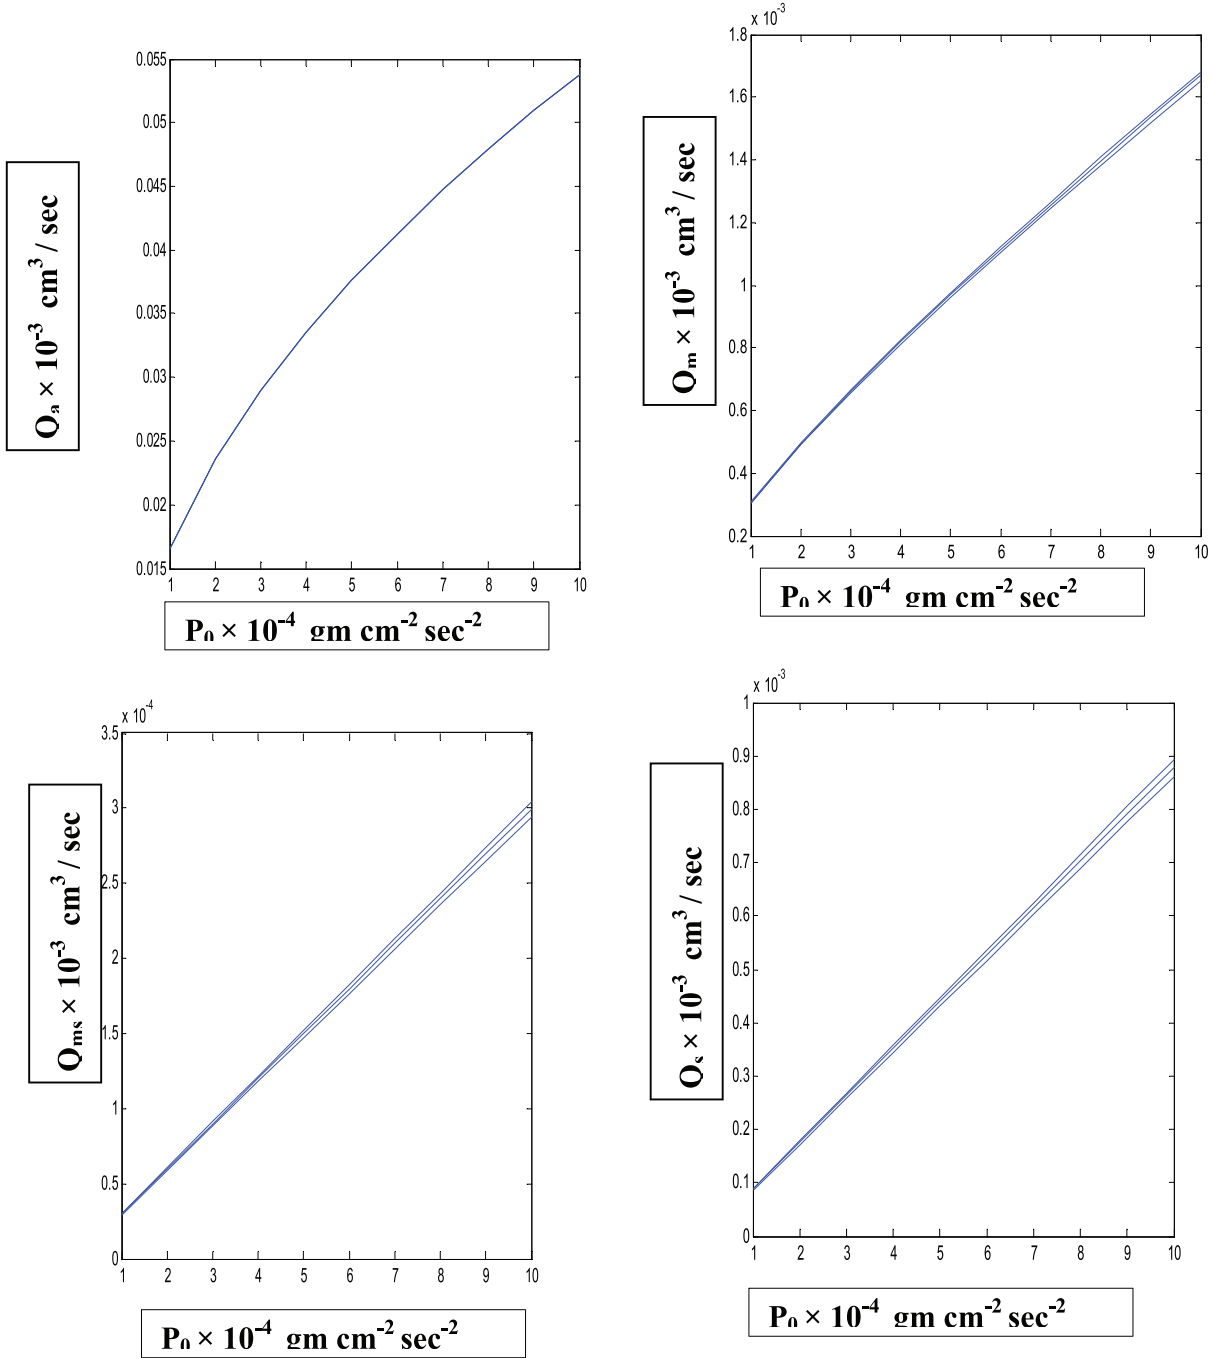 0.055
0.05
0.045
0.04
0.035
0.03
0.025
0.02
0.015
1 2 3 4 5 6 7 8 9 10
Qa × 10⁻³ cm³ / sec
P₀ × 10⁻⁴ gm cm⁻² sec⁻²
x 10⁻³
1.8
1.6
1.4
1.2
1
0.8
0.6
0.4
0.2
1 2 3 4 5 6 7 8 9 10
Qm × 10⁻³ cm³ / sec
P₀ × 10⁻⁴ gm cm⁻² sec⁻²
x 10⁻⁴
3.5
3
2.5
2
1.5
1
0.5
0
1 2 3 4 5 6 7 8 9 10
Qms × 10⁻³ cm³ / sec
P₀ × 10⁻⁴ gm cm⁻² sec⁻²
x 10⁻³
1
0.9
0.8
0.7
0.6
0.5
0.4
0.3
0.2
0.1
0
1 2 3 4 5 6 7 8 9 10
Qs × 10⁻³ cm³ / sec
P₀ × 10⁻⁴ gm cm⁻² sec⁻²